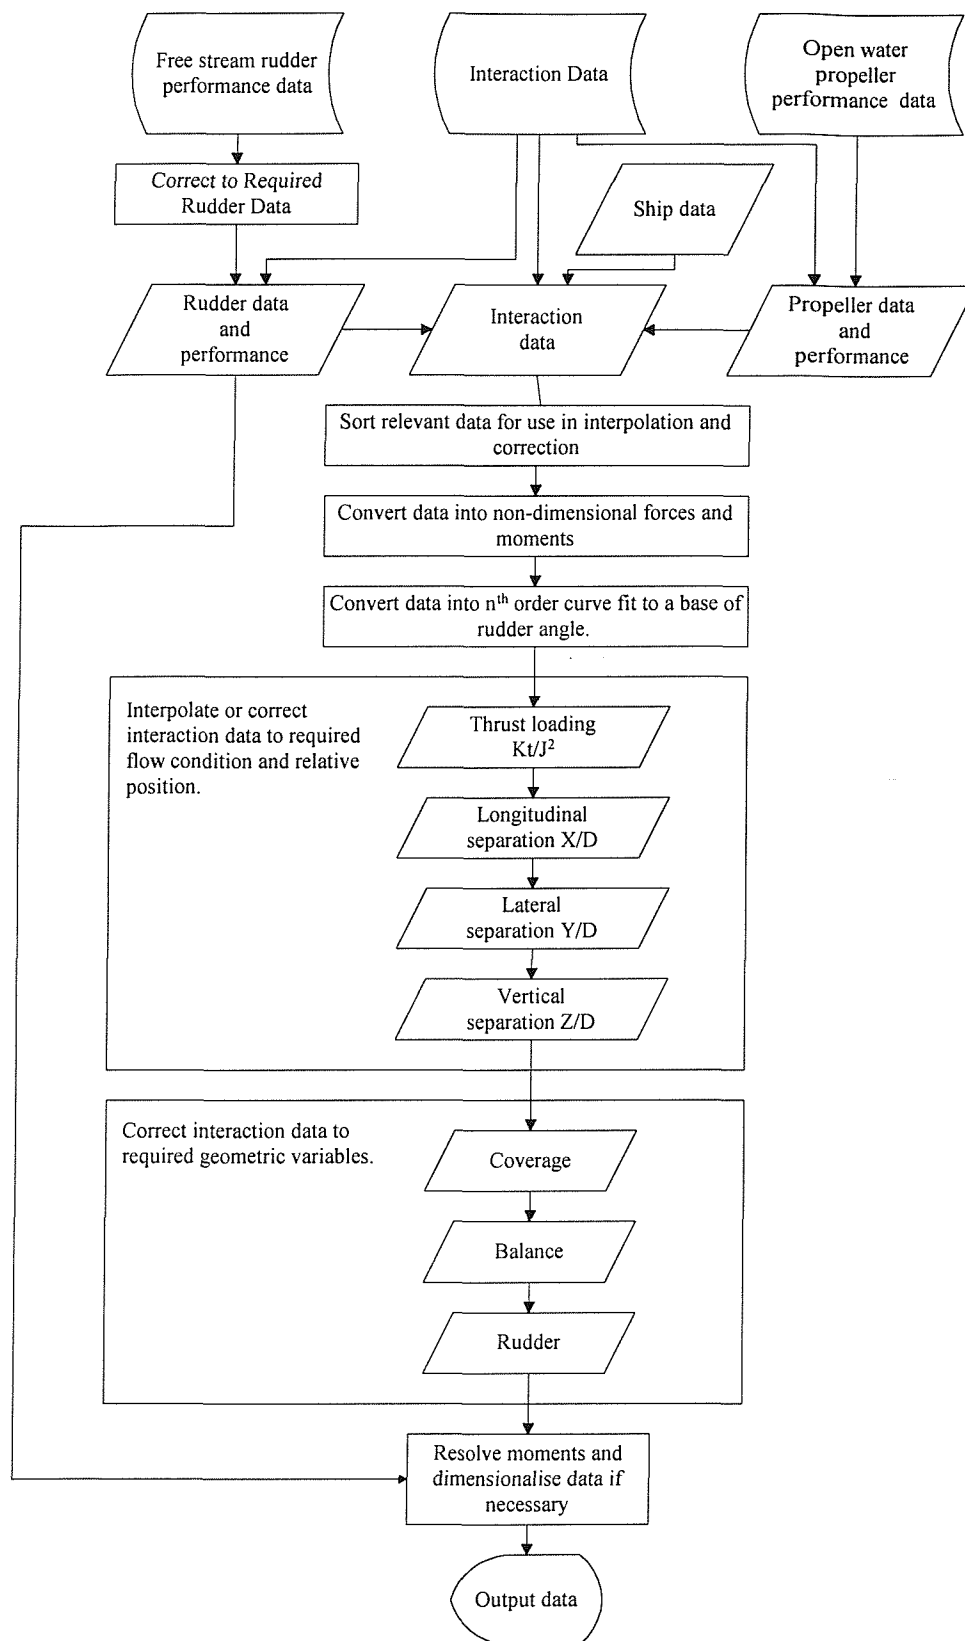 Free stream rudder
performance data
Interaction Data
Open water
propeller
performance data
Correct to Required
Rudder Data
Ship data
Rudder data
and
performance
Interaction
data
Propeller data
and
performance
Sort relevant data for use in interpolation and
correction
Convert data into non-dimensional forces and
moments
Convert data into nᵗʰ order curve fit to a base of
rudder angle.
Interpolate or correct
interaction data to required
flow condition and relative
position.
Thrust loading
Kt/J²
Longitudinal
separation X/D
Lateral
separation Y/D
Vertical
separation Z/D
Correct interaction data to
required geometric variables.
Coverage
Balance
Rudder
Resolve moments and
dimensionalise data if
necessary
Output data